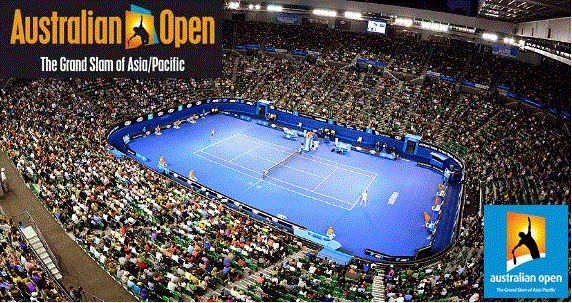 Australian Open
The Grand Slam of Asia/Pacific
australian open
The Grand Slam of Asia Pacific